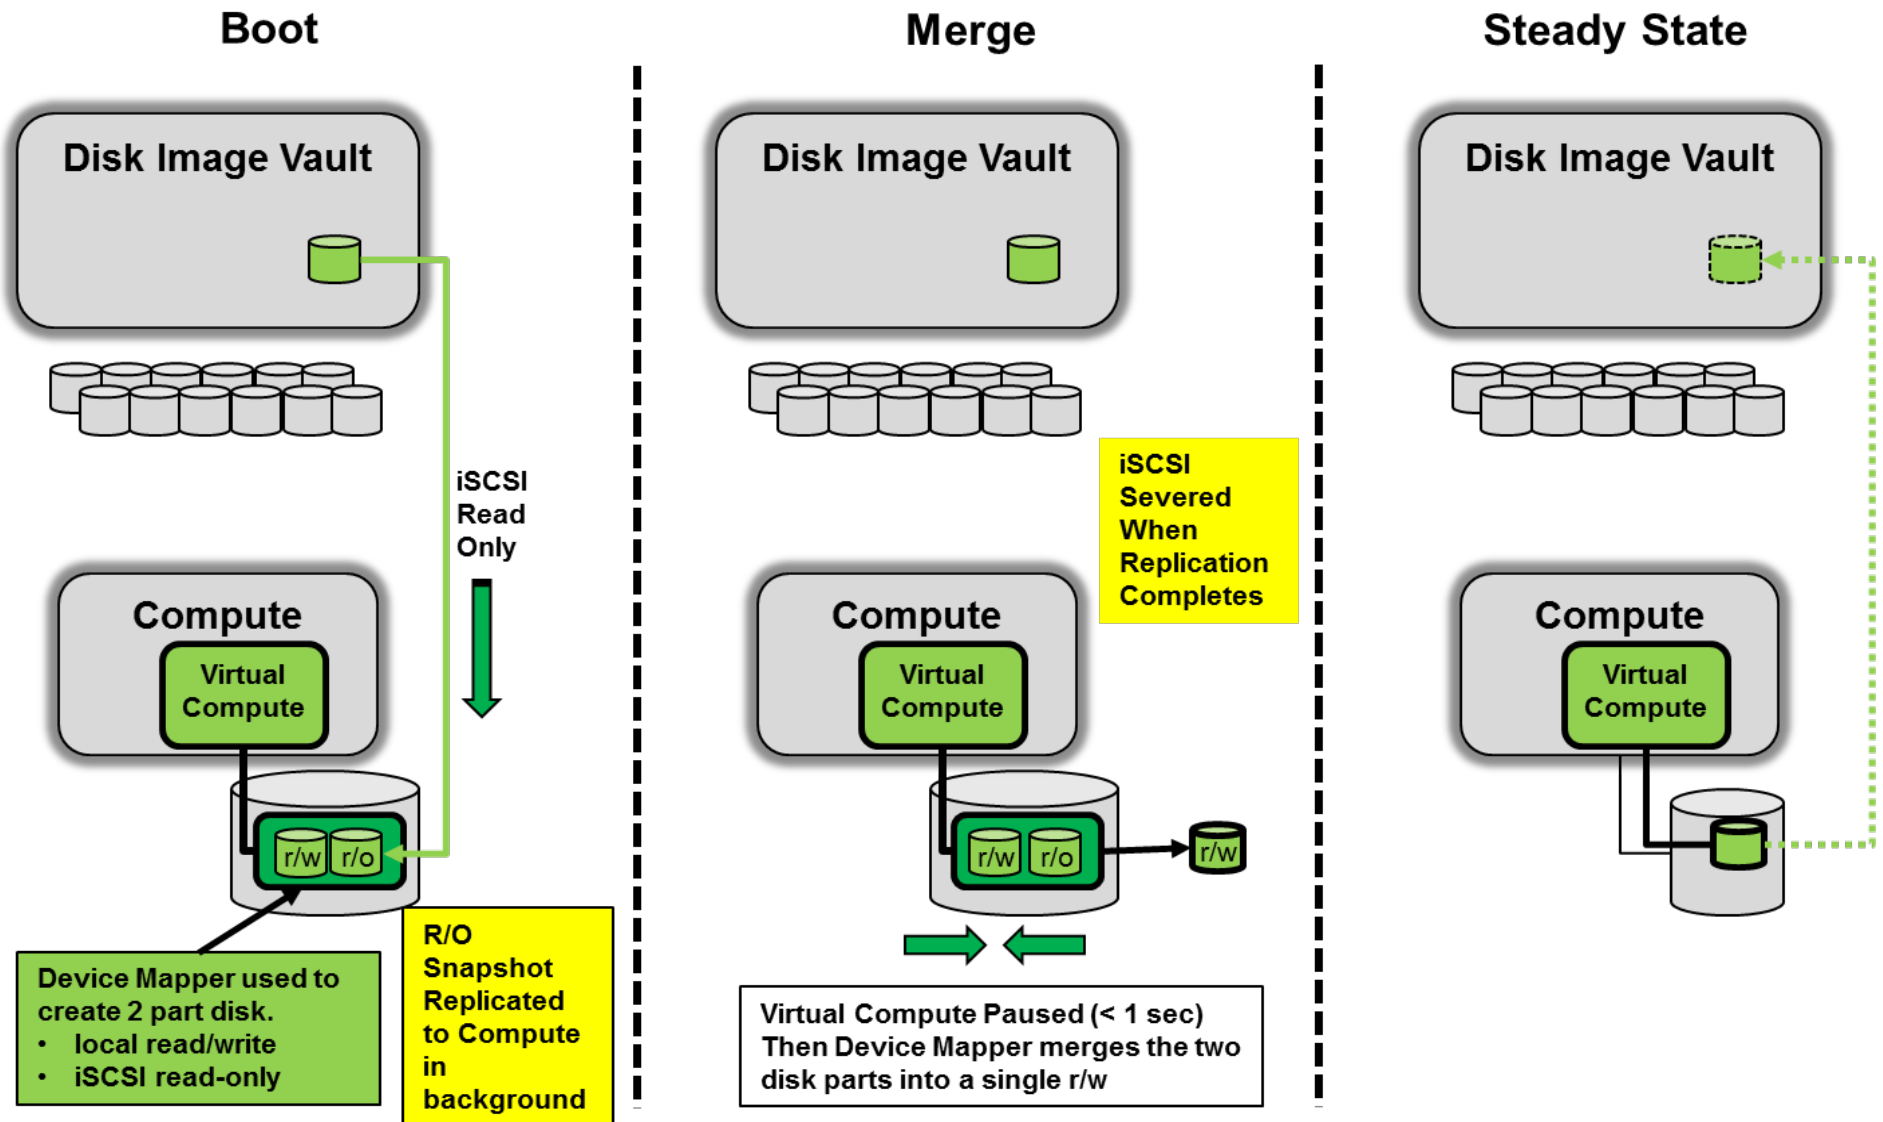 Boot
Disk Image Vault
iSCSI
Read
Only
Compute
Virtual
Compute
r/w
r/o
Device Mapper used to
create 2 part disk.
• local read/write
• iSCSI read-only
R/O
Snapshot
Replicated
to Compute
in
background
Merge
Disk Image Vault
iSCSI
Severed
When
Replication
Completes
Compute
Virtual
Compute
r/w
r/o
r/w
Virtual Compute Paused (< 1 sec)
Then Device Mapper merges the two
disk parts into a single r/w
Steady State
Disk Image Vault
Compute
Virtual
Compute